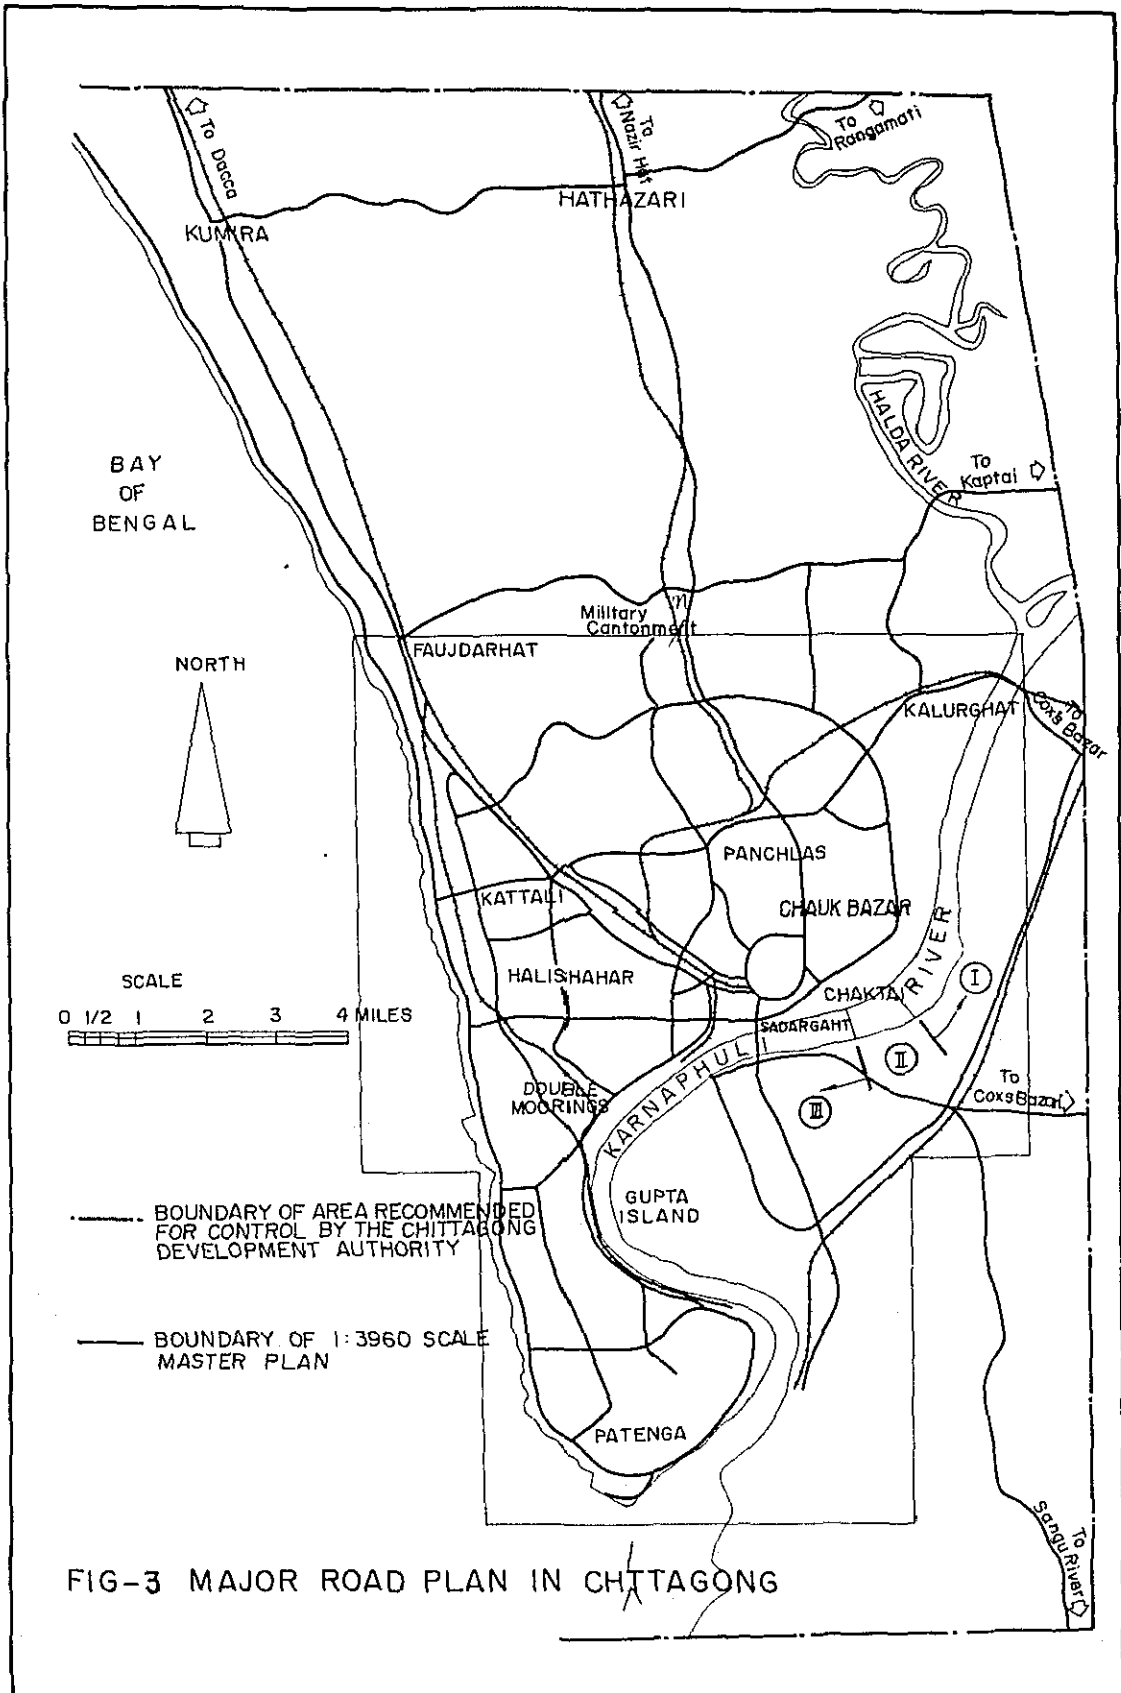 To Dacca
To
Nazir Hat
To
Rangamati
KUMIRA
HATHAZARI
HALDA RIVER
To
Kaptai
BAY
OF
BENGAL
Military
Cantonment
FAUJDARHAT
NORTH
KALURGHAT
To
Coxs Bazar
PANCHLAS
KATTALI
CHAUK BAZAR
HALISHAHAR
SCALE
0 1/2 1 2 3 4 MILES
CHAKTAI
SADARGAHT
KARNAPHULI RIVER
I
II
III
To
Coxs Bazar
DOUBLE
MOORINGS
GUPTA
ISLAND
BOUNDARY OF AREA RECOMMENDED
FOR CONTROL BY THE CHITTAGONG
DEVELOPMENT AUTHORITY
BOUNDARY OF 1:3960 SCALE
MASTER PLAN
PATENGA
To
Sangu River
FIG-3 MAJOR ROAD PLAN IN CHITTAGONG